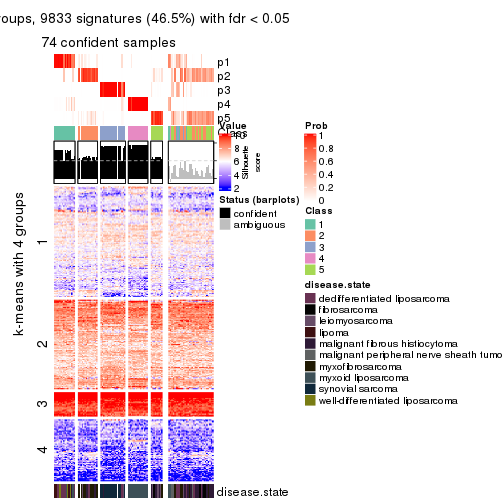 roups, 9833 signatures (46.5%) with fdr < 0.05
74 confident samples
p1
p2
p3
p4
p5
Class
Silhouette
score
k-means with 4 groups
1
2
3
4
disease.state
Value
10
8
6
4
2
Status (barplots)
confident
ambiguous
Prob
1
0.8
0.6
0.4
0.2
0
Class
1
2
3
4
5
disease.state
dedifferentiated liposarcoma
fibrosarcoma
leiomyosarcoma
lipoma
malignant fibrous histiocytoma
malignant peripheral nerve sheath tumo
myxofibrosarcoma
myxoid liposarcoma
synovial sarcoma
well-differentiated liposarcoma